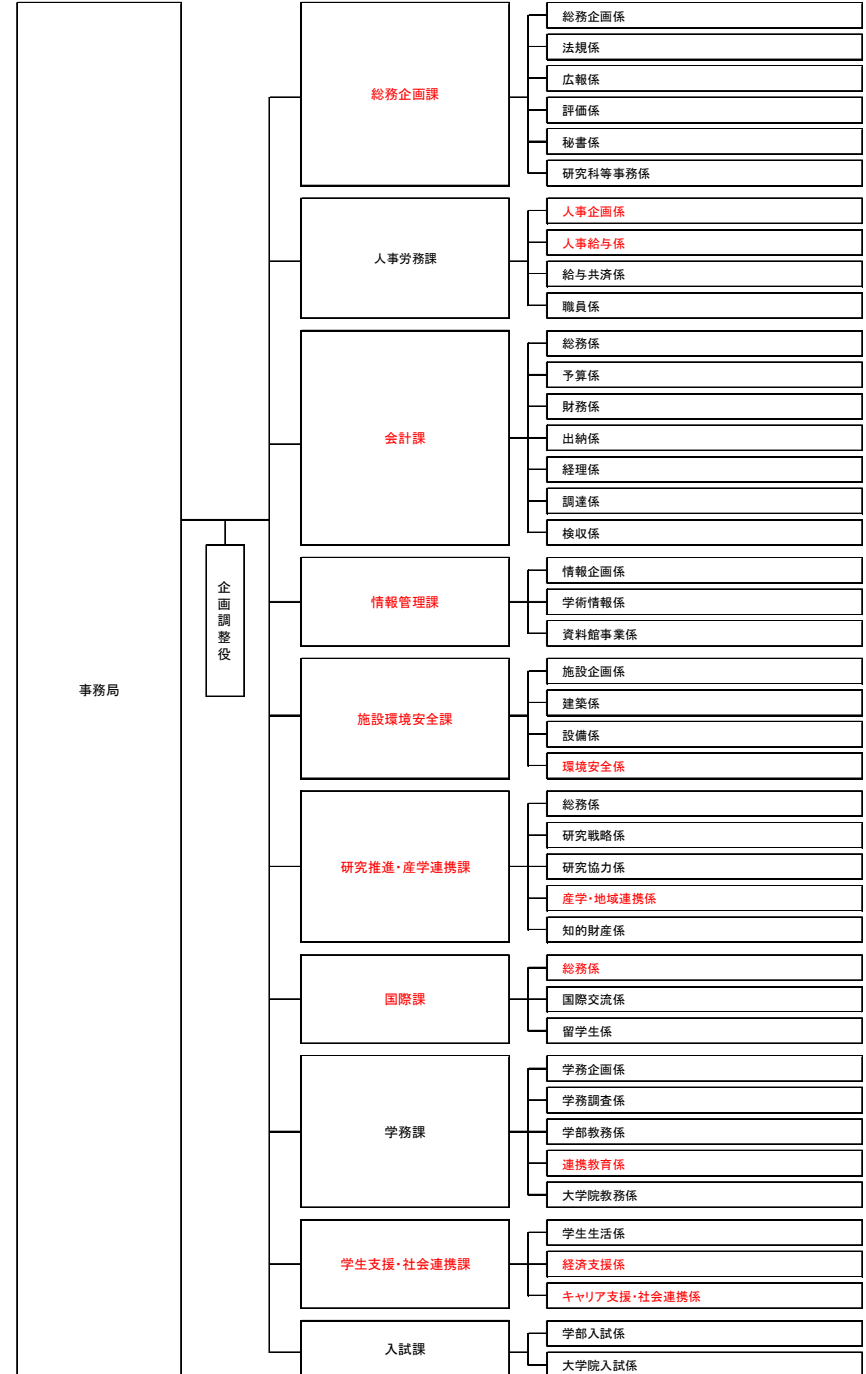 事務局
企画調整役
総務企画課
総務企画係
法規係
広報係
評価係
秘書係
研究科等事務係
人事労務課
人事企画係
人事給与係
給与共済係
職員係
会計課
総務係
予算係
財務係
出納係
経理係
調達係
検収係
情報管理課
情報企画係
学術情報係
資料館事業係
施設環境安全課
施設企画係
建築係
設備係
環境安全係
研究推進・産学連携課
総務係
研究戦略係
研究協力係
産学・地域連携係
知的財産係
国際課
総務係
国際交流係
留学生係
学務課
学務企画係
学務調査係
学部教務係
連携教育係
大学院教務係
学生支援・社会連携課
学生生活係
経済支援係
キャリア支援・社会連携係
入試課
学部入試係
大学院入試係